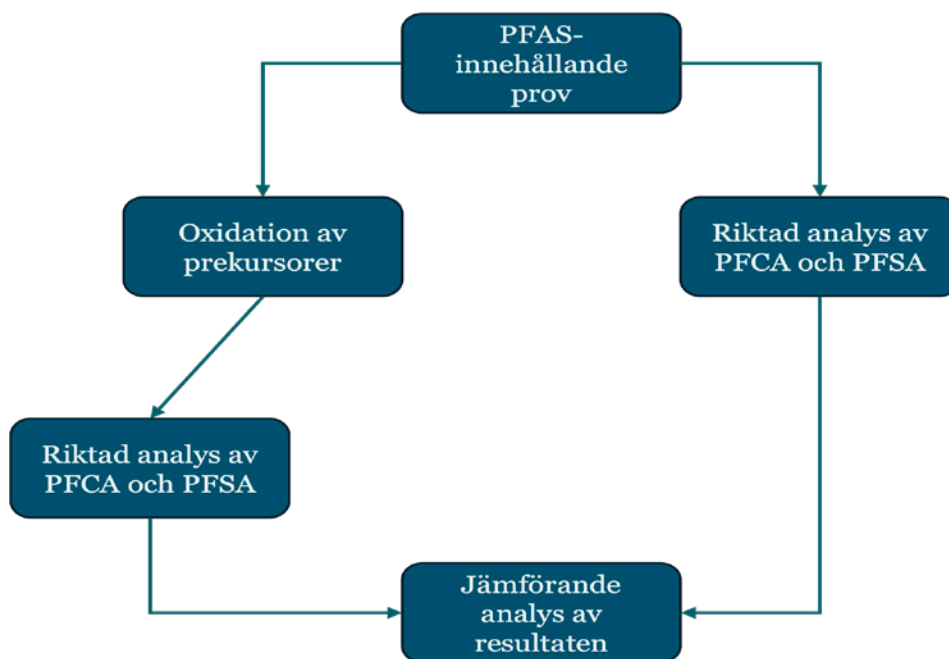 PFAS-
innehållande
prov
Oxidation av
prekursorer
Riktad analys av
PFCA och PFSA
Riktad analys av
PFCA och PFSA
Jämförande
analys av
resultaten